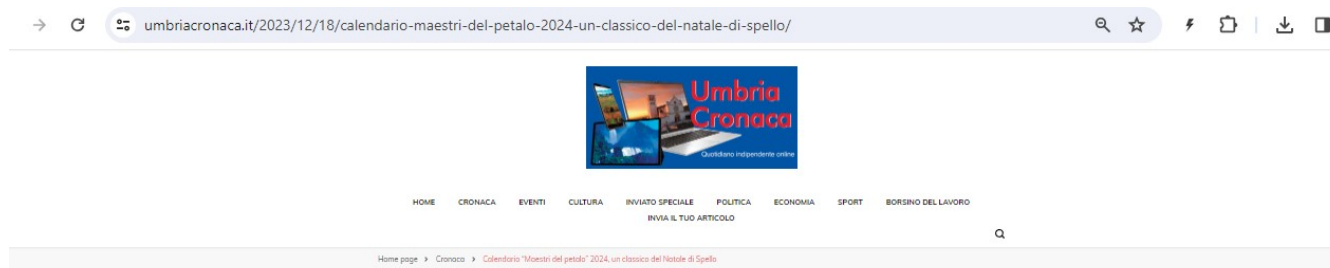 umbriacronaca.it/2023/12/18/calendario-maestri-del-petalo-2024-un-classico-del-natale-di-spello/
Umbria
Cronaca
Quotidiano indipendente online
HOME CRONACA EVENTI CULTURA INVIATO SPECIALE POLITICA ECONOMIA SPORT BORSINO DEL LAVORO
INVIA IL TUO ARTICOLO
Home page > Cronaca > Calendario "Maestri del petalo" 2024, un classico del Natale di Spello